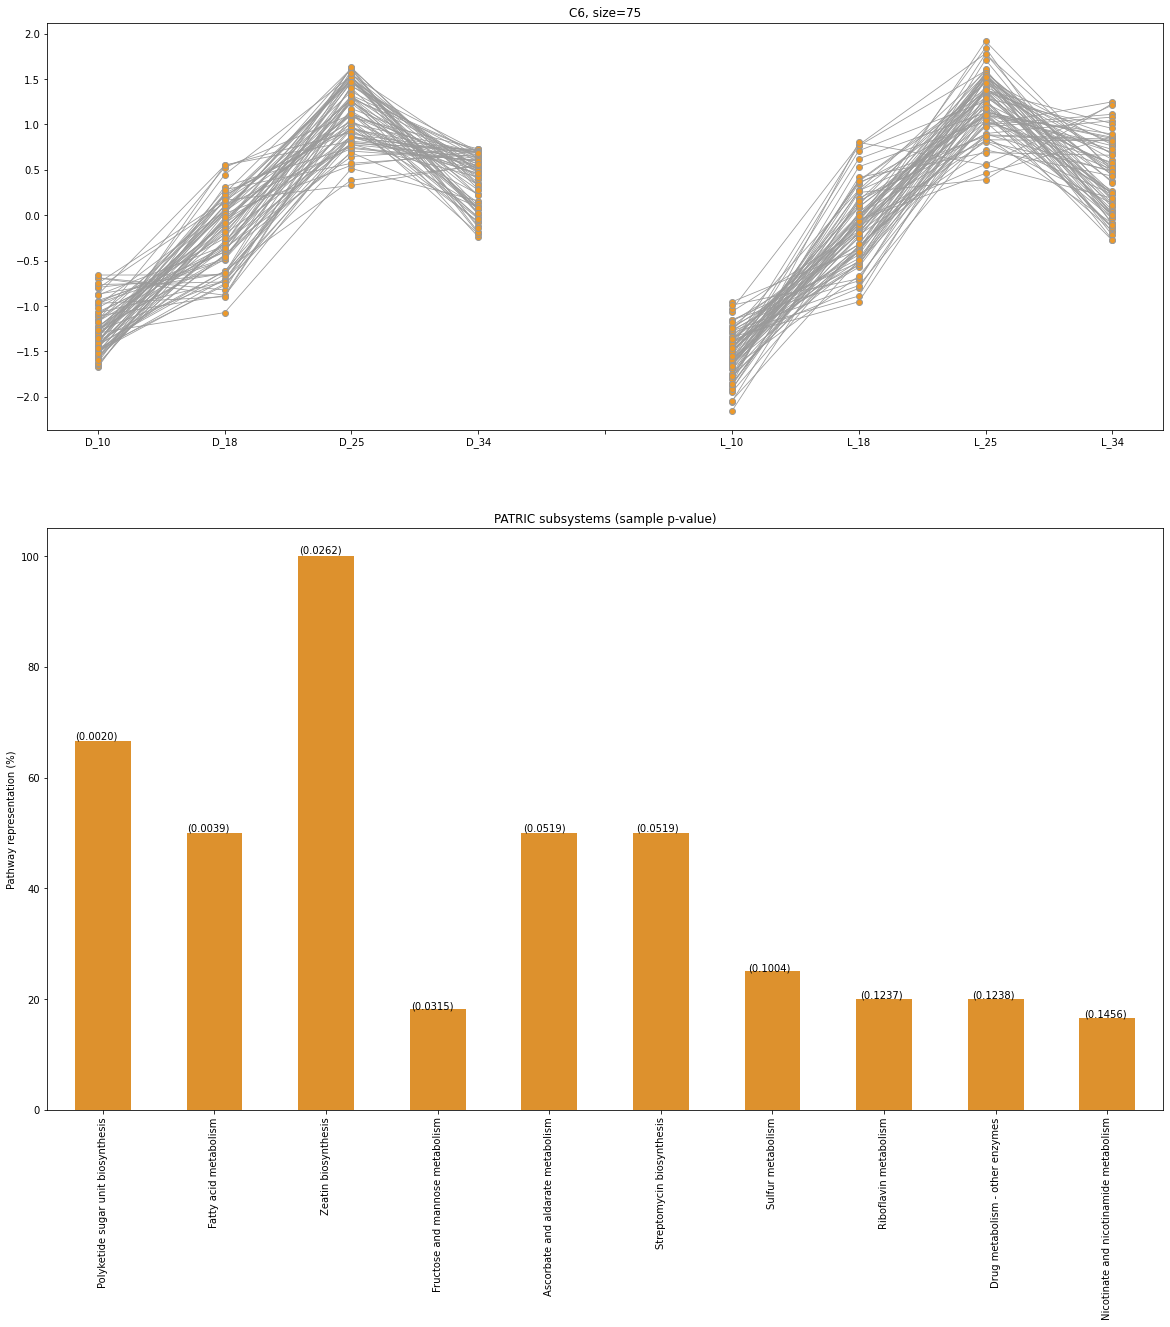 C6, size=75
2.0
1.5
1.0
0.5
0.0
−0.5
−1.0
−1.5
−2.0
D_10 D_18 D_25 D_34 L_10 L_18 L_25 L_34
PATRIC subsystems (sample p-value)
Pathway representation (%)
100
80
60
40
20
0
(0.0020)
(0.0039)
(0.0262)
(0.0315)
(0.0519)
(0.0519)
(0.1004)
(0.1237)
(0.1238)
(0.1456)
Polyketide sugar unit biosynthesis
Fatty acid metabolism
Zeatin biosynthesis
Fructose and mannose metabolism
Ascorbate and aldarate metabolism
Streptomycin biosynthesis
Sulfur metabolism
Riboflavin metabolism
Drug metabolism - other enzymes
Nicotinate and nicotinamide metabolism